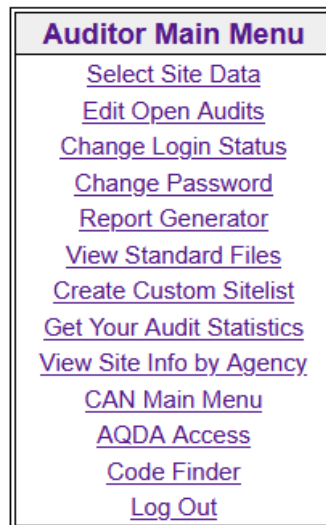 Auditor Main Menu
Select Site Data
Edit Open Audits
Change Login Status
Change Password
Report Generator
View Standard Files
Create Custom Sitelist
Get Your Audit Statistics
View Site Info by Agency
CAN Main Menu
AQDA Access
Code Finder
Log Out